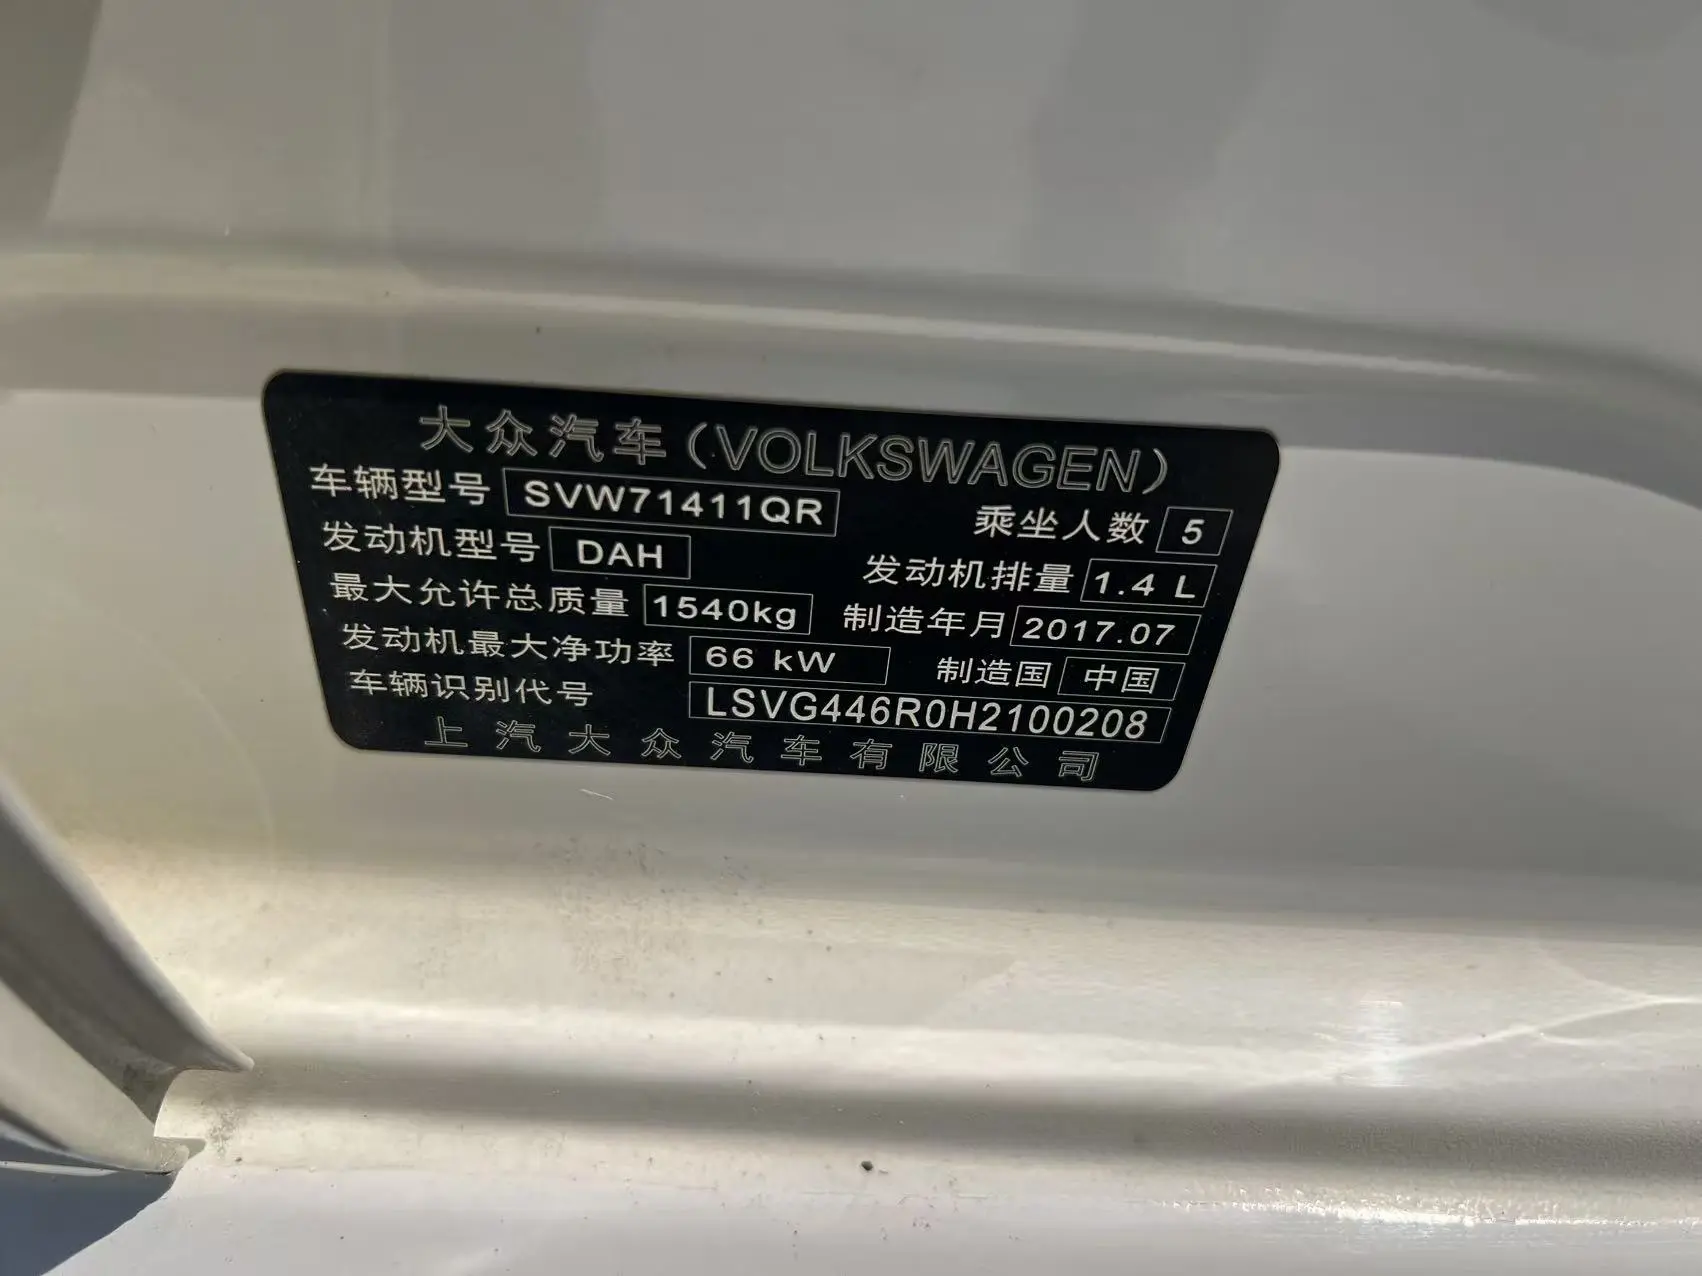 大众汽车(VOLKSWAGEN)
车辆型号 SVW71411QR 乘坐人数 5
发动机型号 DAH 发动机排量 1.4 L
最大允许总质量 1540kg 制造年月 2017.07
发动机最大净功率 66 kW 制造国 中国
车辆识别代号 LSVG446R0H2100208
上汽大众汽车有限公司